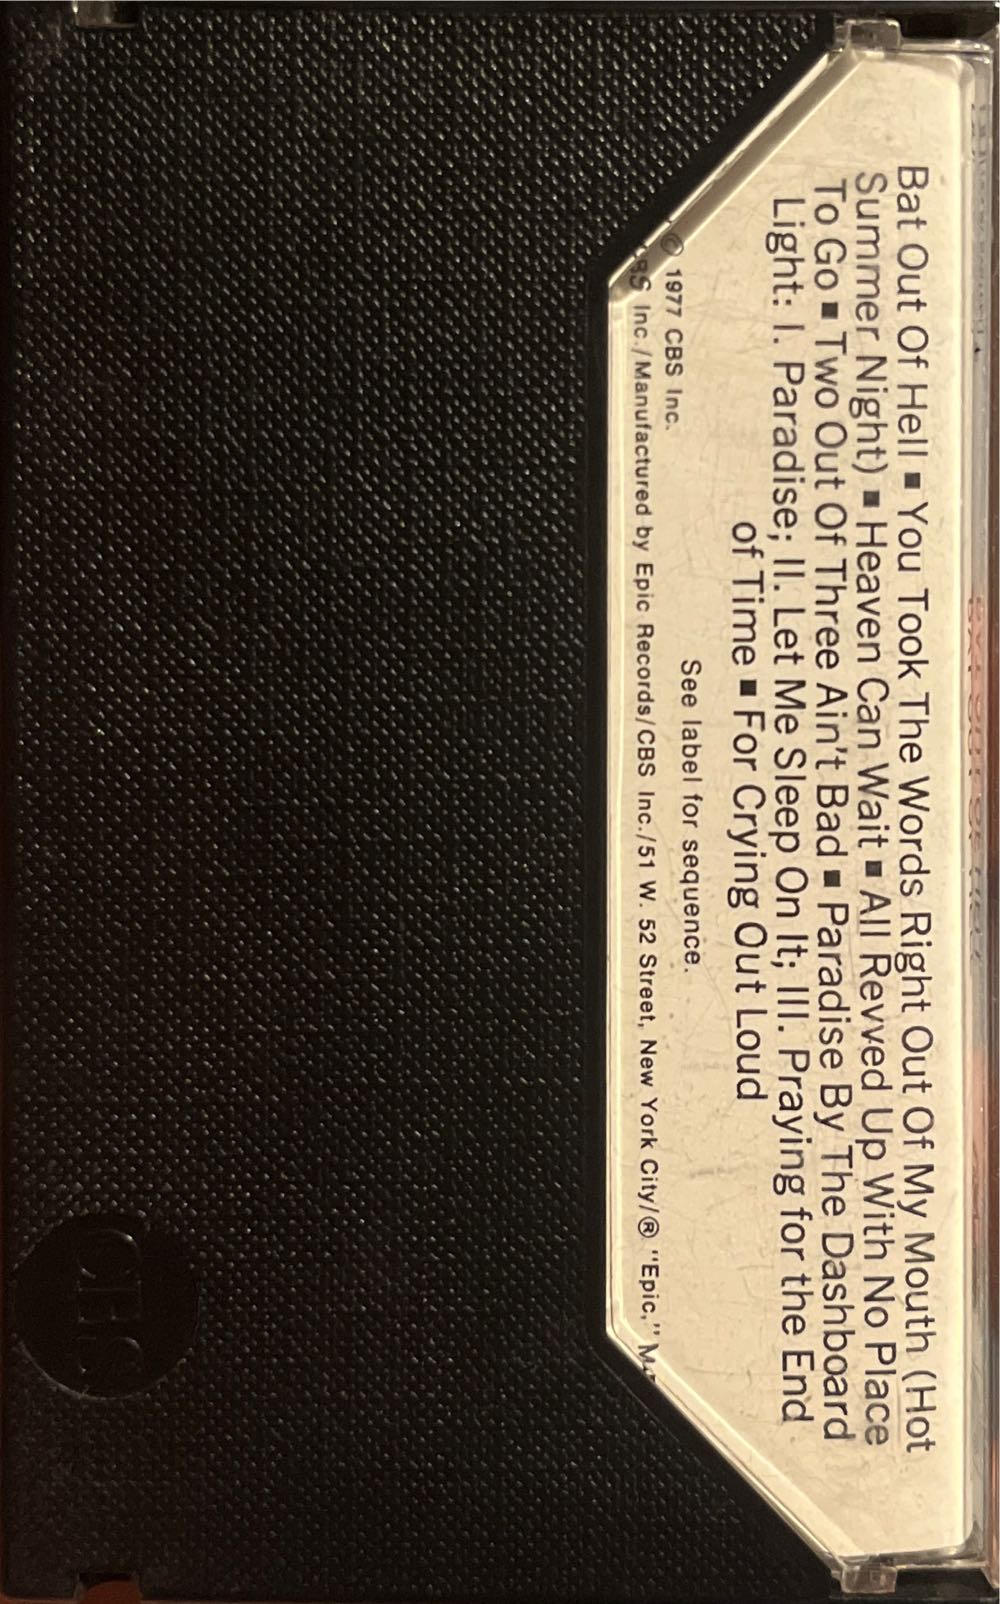 Bat Out Of Hell ▪ You Took The Words Right Out Of My Mouth (Hot
Summer Night) ▪ Heaven Can Wait ▪ All Revved Up With No Place
To Go ▪ Two Out Of Three Ain't Bad ▪ Paradise By The Dashboard
Light: I. Paradise; II. Let Me Sleep On It; III. Praying for the End
of Time ▪ For Crying Out Loud
See label for sequence.
© 1977 CBS Inc.
Inc./Manufactured by Epic Records/CBS Inc./51 W. 52 Street, New York City/® "Epic,"